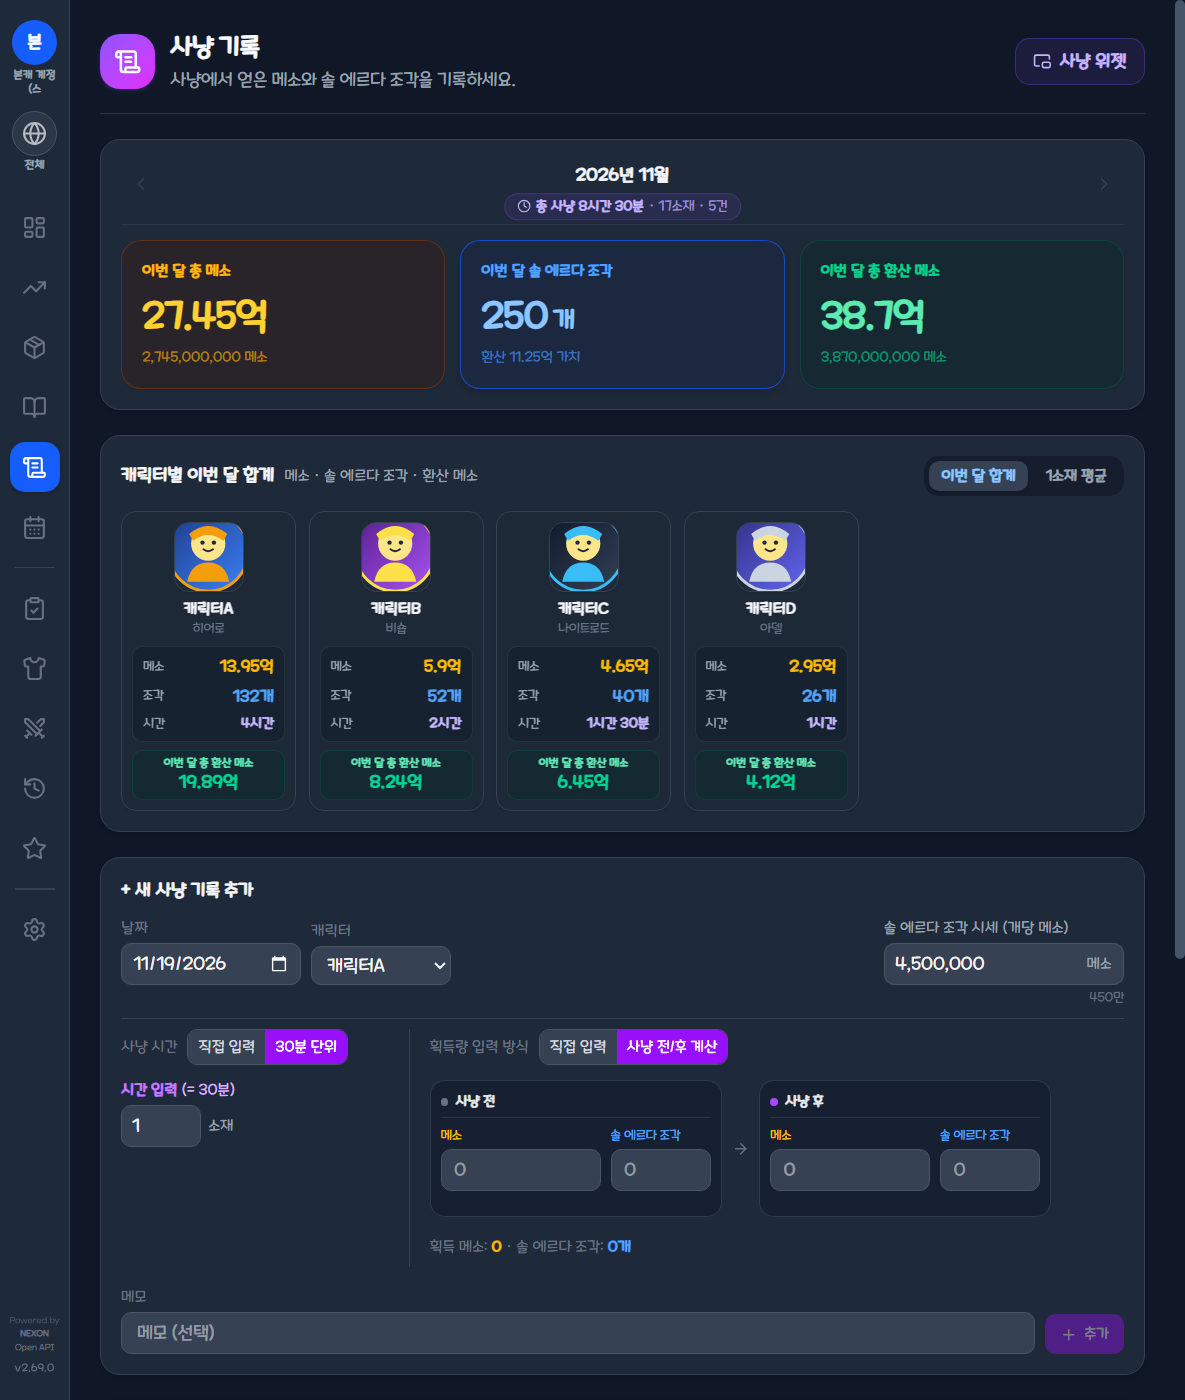 본
본캐 계정
(스
전체
Powered by
NEXON
Open API
v2.69.0
사냥 기록
사냥에서 얻은 메소와 솔 에르다 조각을 기록하세요.
사냥 위젯
2026년 11월
총 사냥 8시간 30분 · 17소재 · 5건
이번 달 총 메소
27.45억
2,745,000,000 메소
이번 달 솔 에르다 조각
250개
환산 11.25억 가치
이번 달 총 환산 메소
38.7억
3,870,000,000 메소
캐릭터별 이번 달 합계 메소 · 솔 에르다 조각 · 환산 메소
이번 달 합계 1소재 평균
캐릭터A
히어로
메소 13.95억
조각 132개
시간 4시간
이번 달 총 환산 메소
19.89억
캐릭터B
비숍
메소 5.9억
조각 52개
시간 2시간
이번 달 총 환산 메소
8.24억
캐릭터C
나이트로드
메소 4.65억
조각 40개
시간 1시간 30분
이번 달 총 환산 메소
6.45억
캐릭터D
아델
메소 2.95억
조각 26개
시간 1시간
이번 달 총 환산 메소
4.12억
+ 새 사냥 기록 추가
날짜
11/19/2026
캐릭터
캐릭터A
솔 에르다 조각 시세 (개당 메소)
4,500,000 메소
450만
사냥 시간 직접 입력 30분 단위
시간 입력 (= 30분)
1 소재
획득량 입력 방식 직접 입력 사냥 전/후 계산
사냥 전
메소 솔 에르다 조각
0 0
→
사냥 후
메소 솔 에르다 조각
0 0
획득 메소: 0 · 솔 에르다 조각: 0개
메모
메모 (선택)
+ 추가